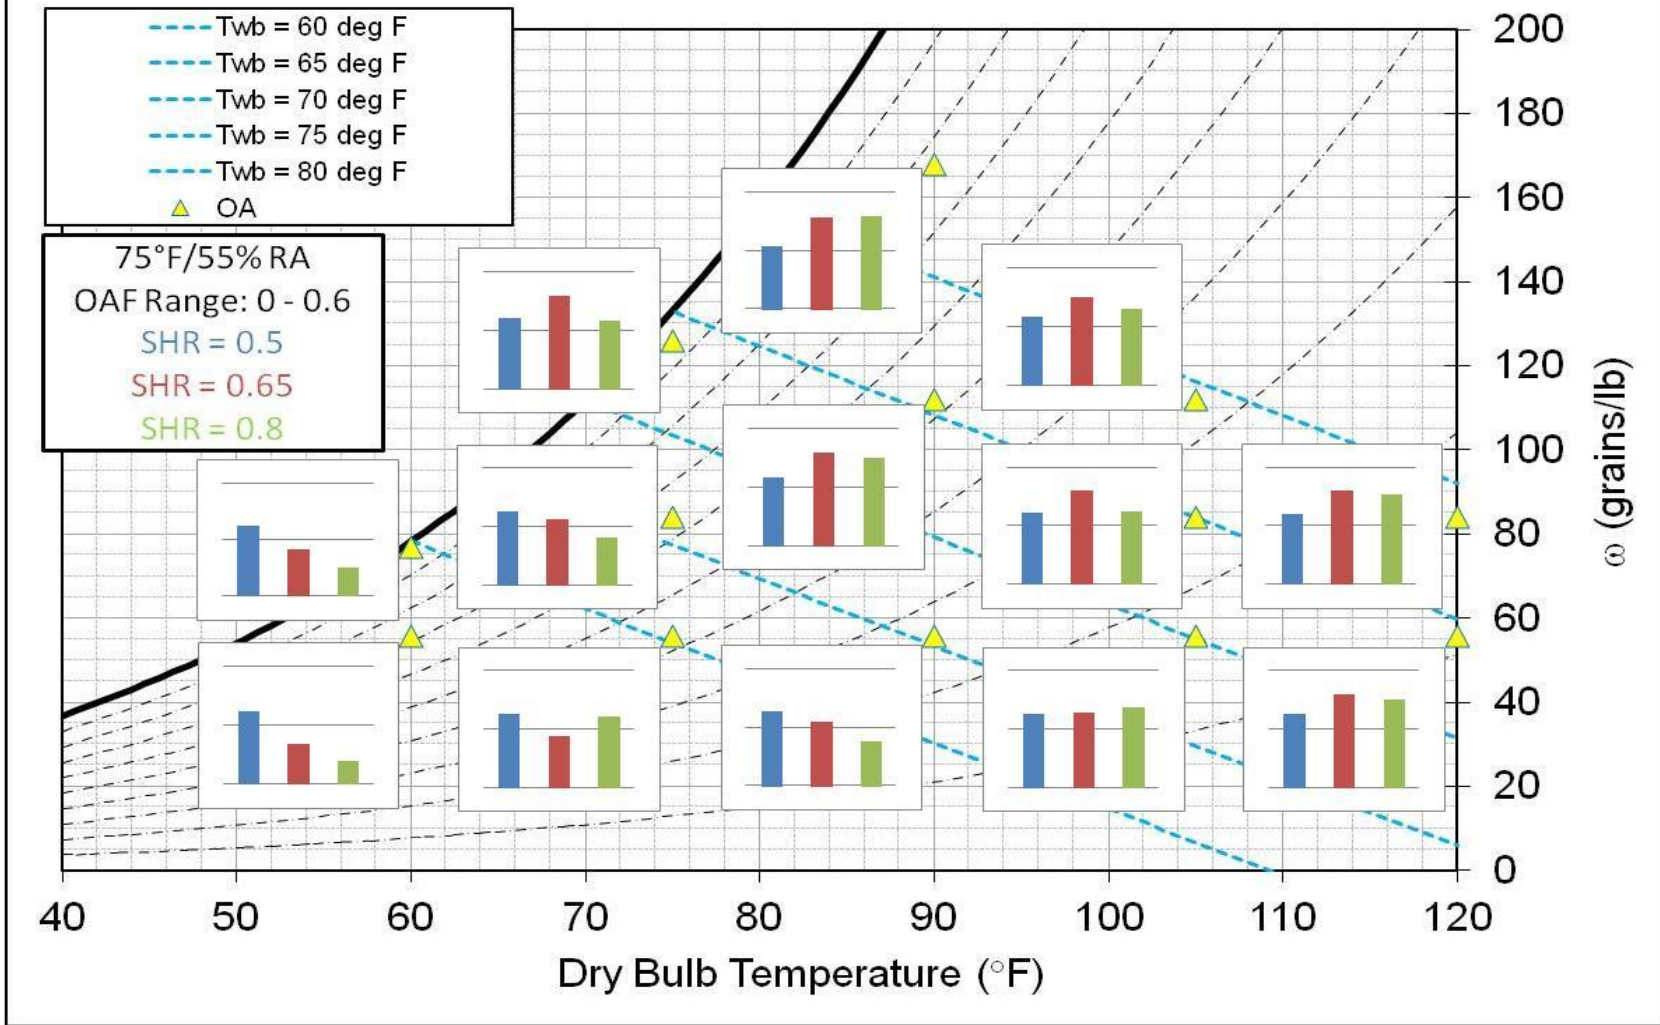 Twb = 60 deg F
Twb = 65 deg F
Twb = 70 deg F
Twb = 75 deg F
Twb = 80 deg F
OA
75°F/55% RA
OAF Range: 0 - 0.6
SHR = 0.5
SHR = 0.65
SHR = 0.8
200
180
160
140
120
100
80
60
40
20
0
ω (grains/lb)
40 50 60 70 80 90 100 110 120
Dry Bulb Temperature (°F)